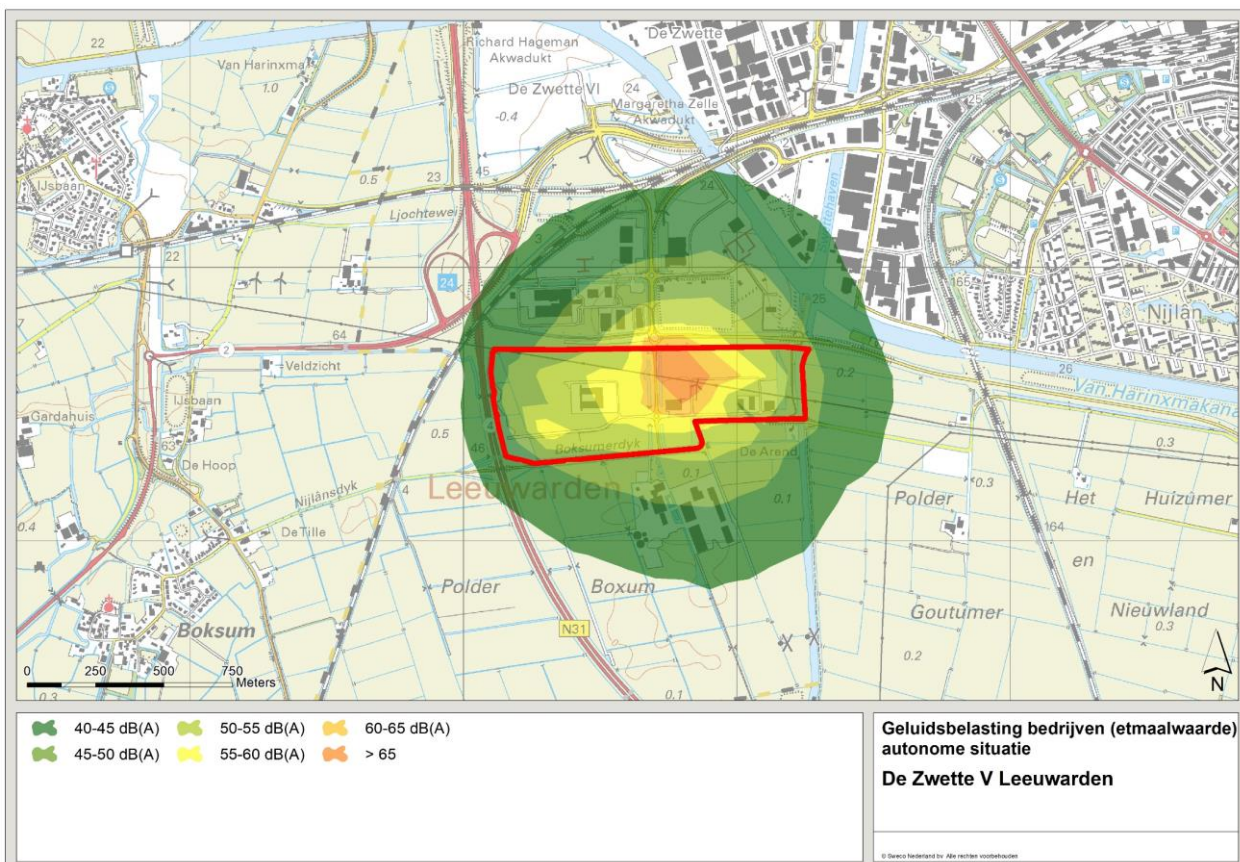 22
Richard Hageman
Akwadukt
De Zwette
Van Harinxma
1.0
De Zwette VI
24
Margaretha Zelle
Akwadukt
-0.4
25
0.5
23
45
24
IJsbaan
Ljochtewei
3
22
24
25
165
Nijlân
64
2
Veldzicht
0.2
26
Van Harinxmakana
Gardahuis
IJsbaan
0.5
63
46
Boksumerdyk
De Hoop
De Arend
0.3
0.3
Leeuwarden
0.1
Nijlânsdyk
4
0.1
Polder
Het
Huizumer
0.4
De Tille
164
en
Polder
Boxum
Goutumer
Nieuwland
0.3
Boksum
N31
0.2
0 250 500 750
Meters
0.3
0.1
N
40-45 dB(A) 50-55 dB(A) 60-65 dB(A)
45-50 dB(A) 55-60 dB(A) > 65
Geluidsbelasting bedrijven (etmaalwaarde)
autonome situatie
De Zwette V Leeuwarden
© Sweco Nederland bv Alle rechten voorbehouden